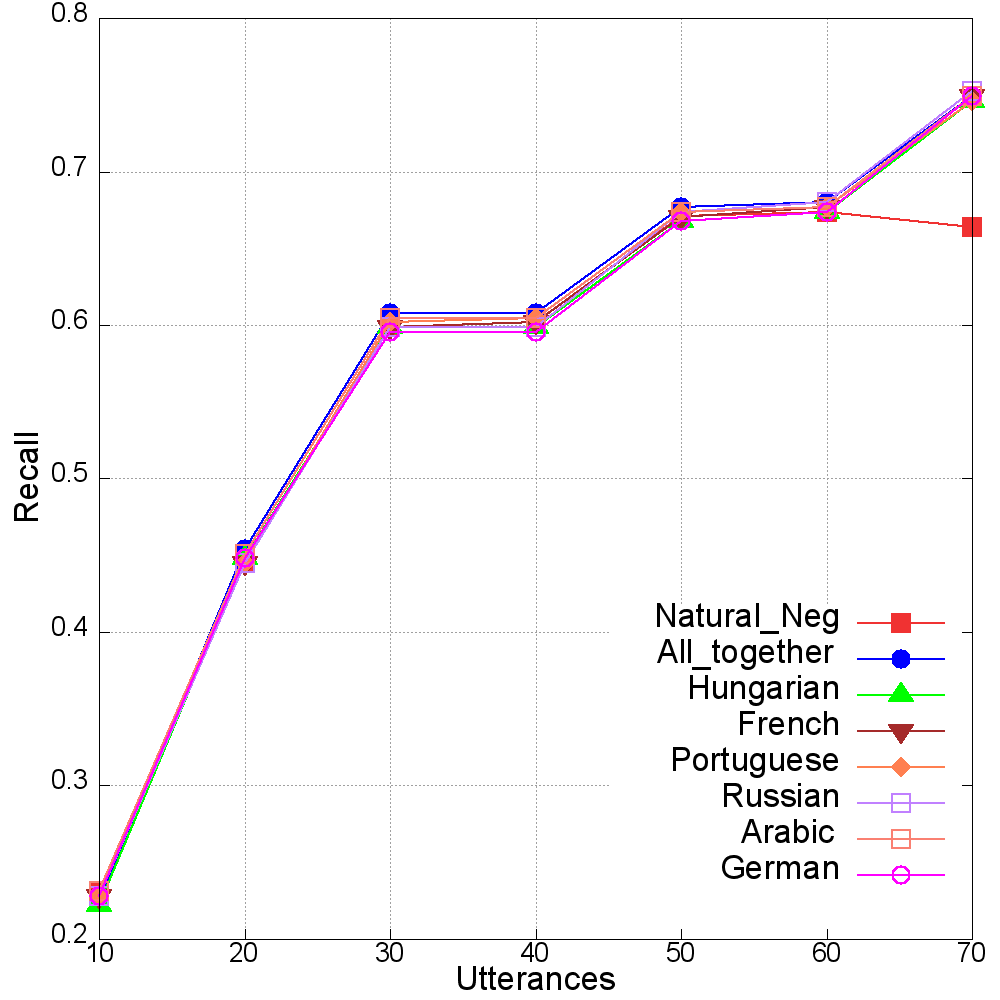 0.8
0.7
0.6
0.5
0.4
0.3
0.2
Recall
Natural_Neg
All_together
Hungarian
French
Portuguese
Russian
Arabic
German
10 20 30 40 50 60 70
Utterances